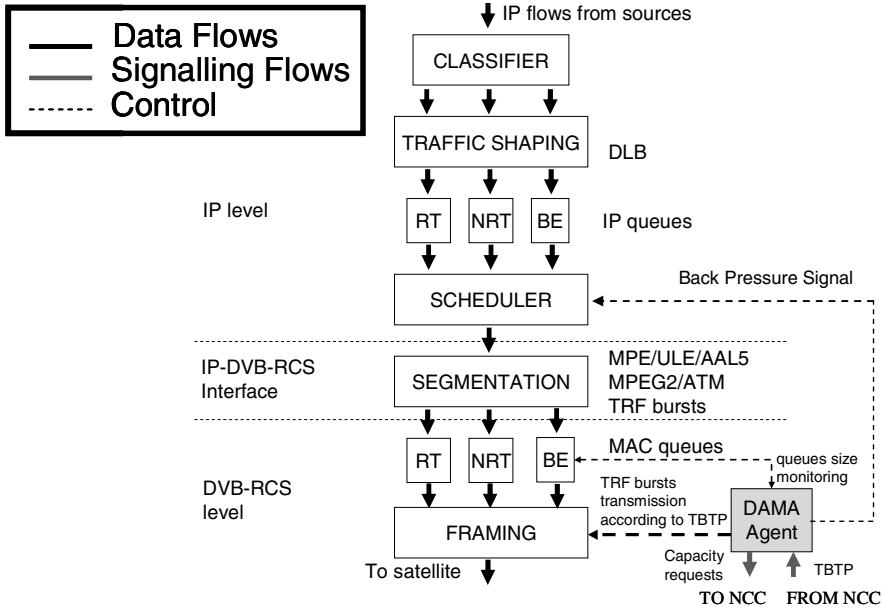 IP flows from sources
Data Flows
Signalling Flows
Control
CLASSIFIER
TRAFFIC SHAPING
DLB
IP level
RT
NRT
BE
IP queues
Back Pressure Signal
SCHEDULER
IP-DVB-RCS
Interface
SEGMENTATION
MPE/ULE/AAL5
MPEG2/ATM
TRF bursts
MAC queues
RT
NRT
BE
queues size
monitoring
DVB-RCS
level
TRF bursts
transmission
according to TBTP
DAMA
Agent
FRAMING
To satellite
Capacity
requests
TBTP
TO NCC
FROM NCC